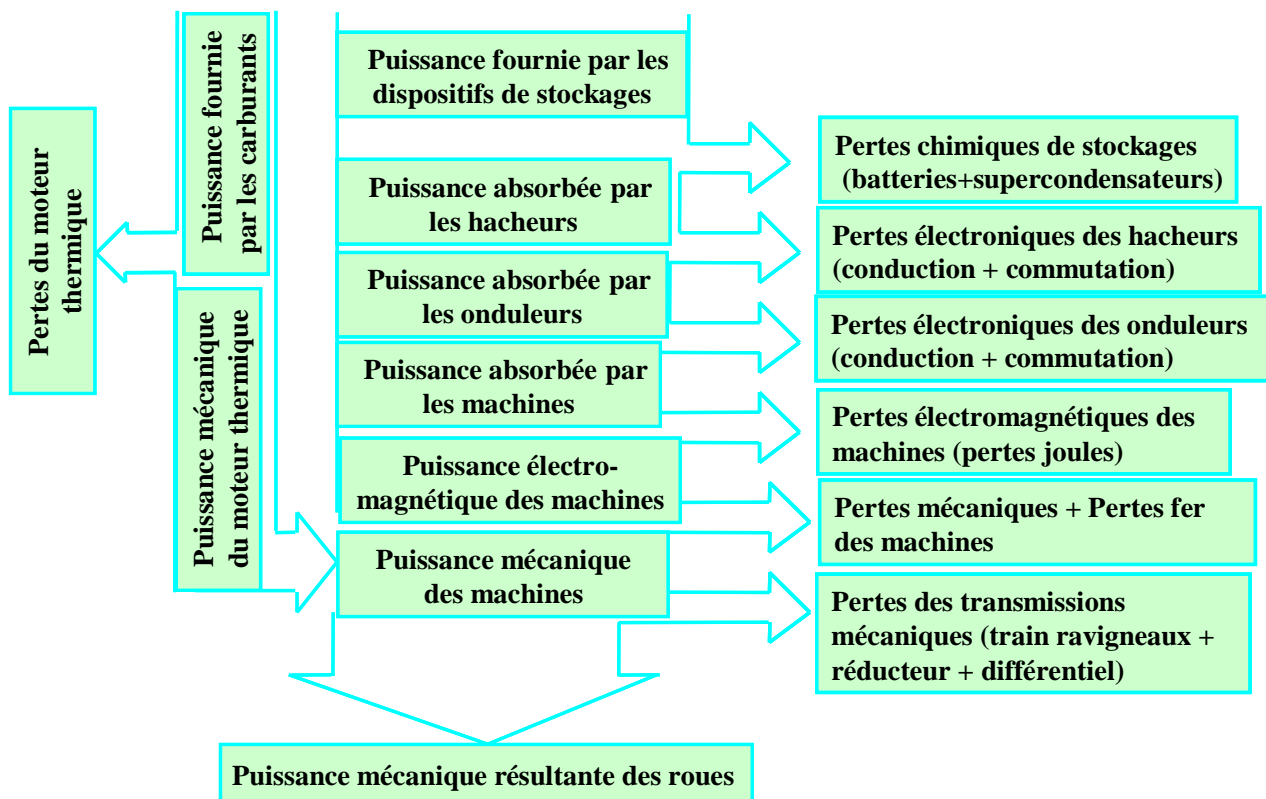 Pertes du moteur
thermique
Puissance fournie
par les carburants
Puissance mécanique
du moteur thermique
Puissance fournie par les
dispositifs de stockages
Puissance absorbée par
les hacheurs
Puissance absorbée par
les onduleurs
Puissance absorbée par
les machines
Puissance électro-
magnétique des machines
Puissance mécanique
des machines
Pertes chimiques de stockages
(batteries+supercondensateurs)
Pertes électroniques des hacheurs
(conduction + commutation)
Pertes électroniques des onduleurs
(conduction + commutation)
Pertes électromagnétiques des
machines (pertes joules)
Pertes mécaniques + Pertes fer
des machines
Pertes des transmissions
mécaniques (train ravigneaux +
réducteur + différentiel)
Puissance mécanique résultante des roues